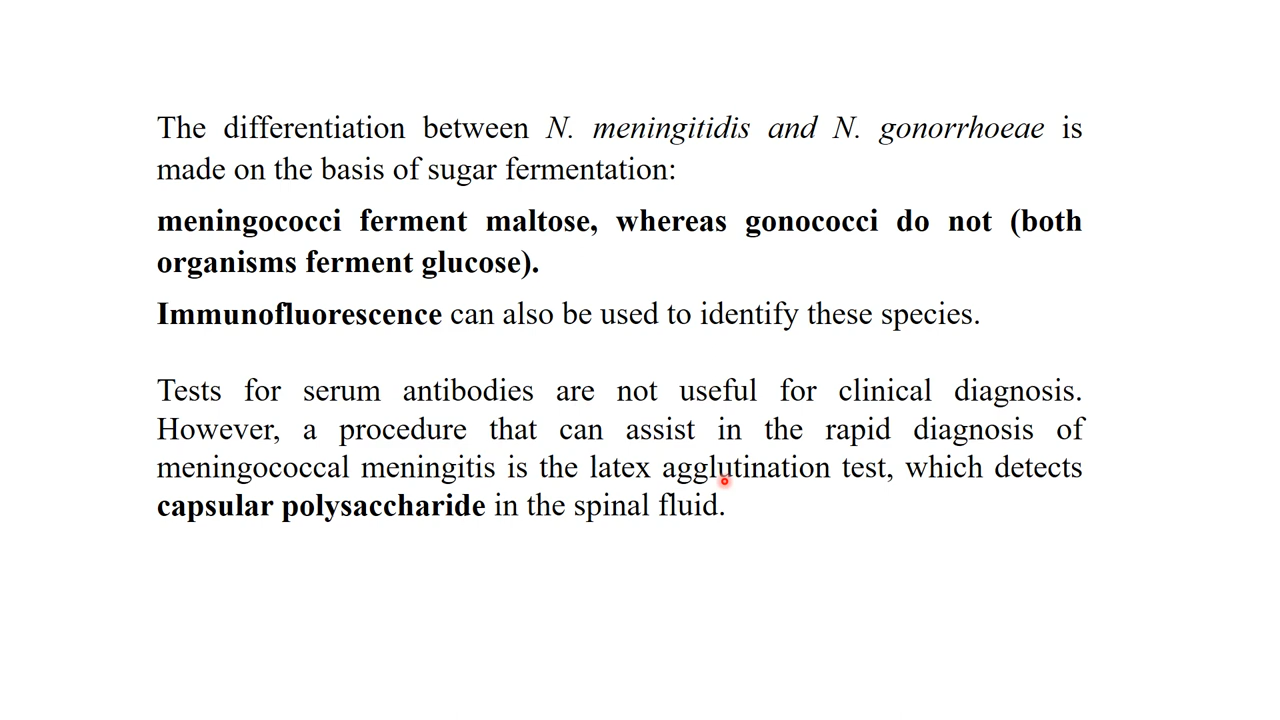 The differentiation between N. meningitidis and N. gonorrhoeae is
made on the basis of sugar fermentation:
meningococci ferment maltose, whereas gonococci do not (both
organisms ferment glucose).
Immunofluorescence can also be used to identify these species.
Tests for serum antibodies are not useful for clinical diagnosis.
However, a procedure that can assist in the rapid diagnosis of
meningococcal meningitis is the latex agglutination test, which detects
capsular polysaccharide in the spinal fluid.